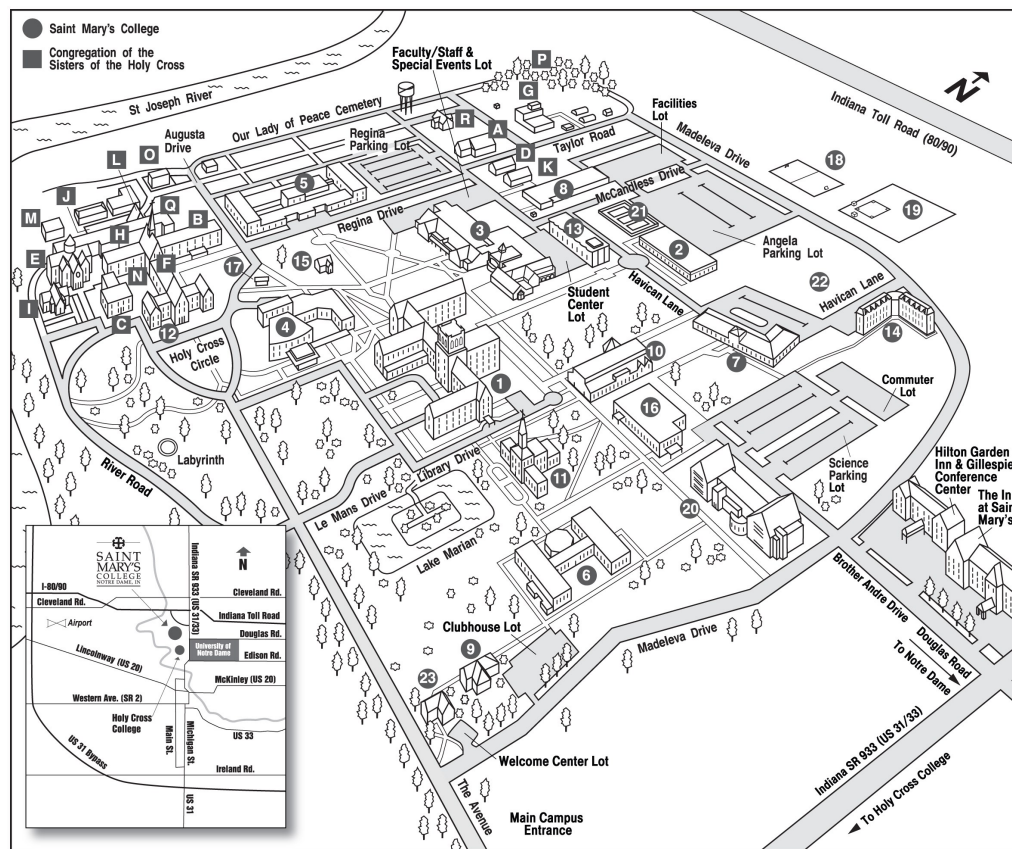 Saint Mary's College
Congregation of the
Sisters of the Holy Cross
St Joseph River
Our Lady of Peace Cemetery
Faculty/Staff &
Special Events Lot
P
G
R
A
D
K
Taylor Road
Facilities
Lot
Madeleva Drive
Indiana Toll Road (80/90)
N
Augusta
Drive
Regina
Parking Lot
L
O
J
M
Q
B
H
E
F
N
I
C
5
8
McCandless Drive
18
19
21
Regina Drive
3
13
2
Angela
Parking Lot
22
17
15
Student
Center
Lot
Havican Lane
Havican Lane
12
4
Holy Cross
Circle
10
7
14
1
16
Commuter
Lot
Labyrinth
River Road
Library Drive
Le Mans Drive
11
Science
Parking
Lot
Hilton Garden
Inn & Gillespie
Conference
Center
The Inn
at Sain
Mary's
20
Lake Marian
6
Brother Andre Drive
Douglas Road
To Notre Dame
Clubhouse Lot
Madeleva Drive
9
23
Welcome Center Lot
The Avenue
Main Campus
Entrance
Indiana SR 933 (US 31/33)
To Holy Cross College
SAINT
MARY'S
COLLEGE
NOTRE DAME, IN
Indiana SR 933 (US 31/33)
N
I-80/90
Cleveland Rd.
Cleveland Rd.
Indiana Toll Road
Airport
Douglas Rd.
University of
Notre Dame
Edison Rd.
Lincolnway (US 20)
McKinley (US 20)
Western Ave. (SR 2)
Holy Cross
College
Main St.
Michigan St.
US 33
US 31 Bypass
Ireland Rd.
US 31